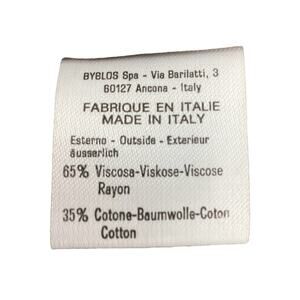 BYBLOS Spa - Via Barilatti, 3
60127 Ancona - Italy
FABRIQUE EN ITALIE
MADE IN ITALY
Esterno - Outside - Exterieur
äusserlich
65% Viscosa-Viskose-Viscose
Rayon
35% Cotone-Baumwolle-Coton
Cotton